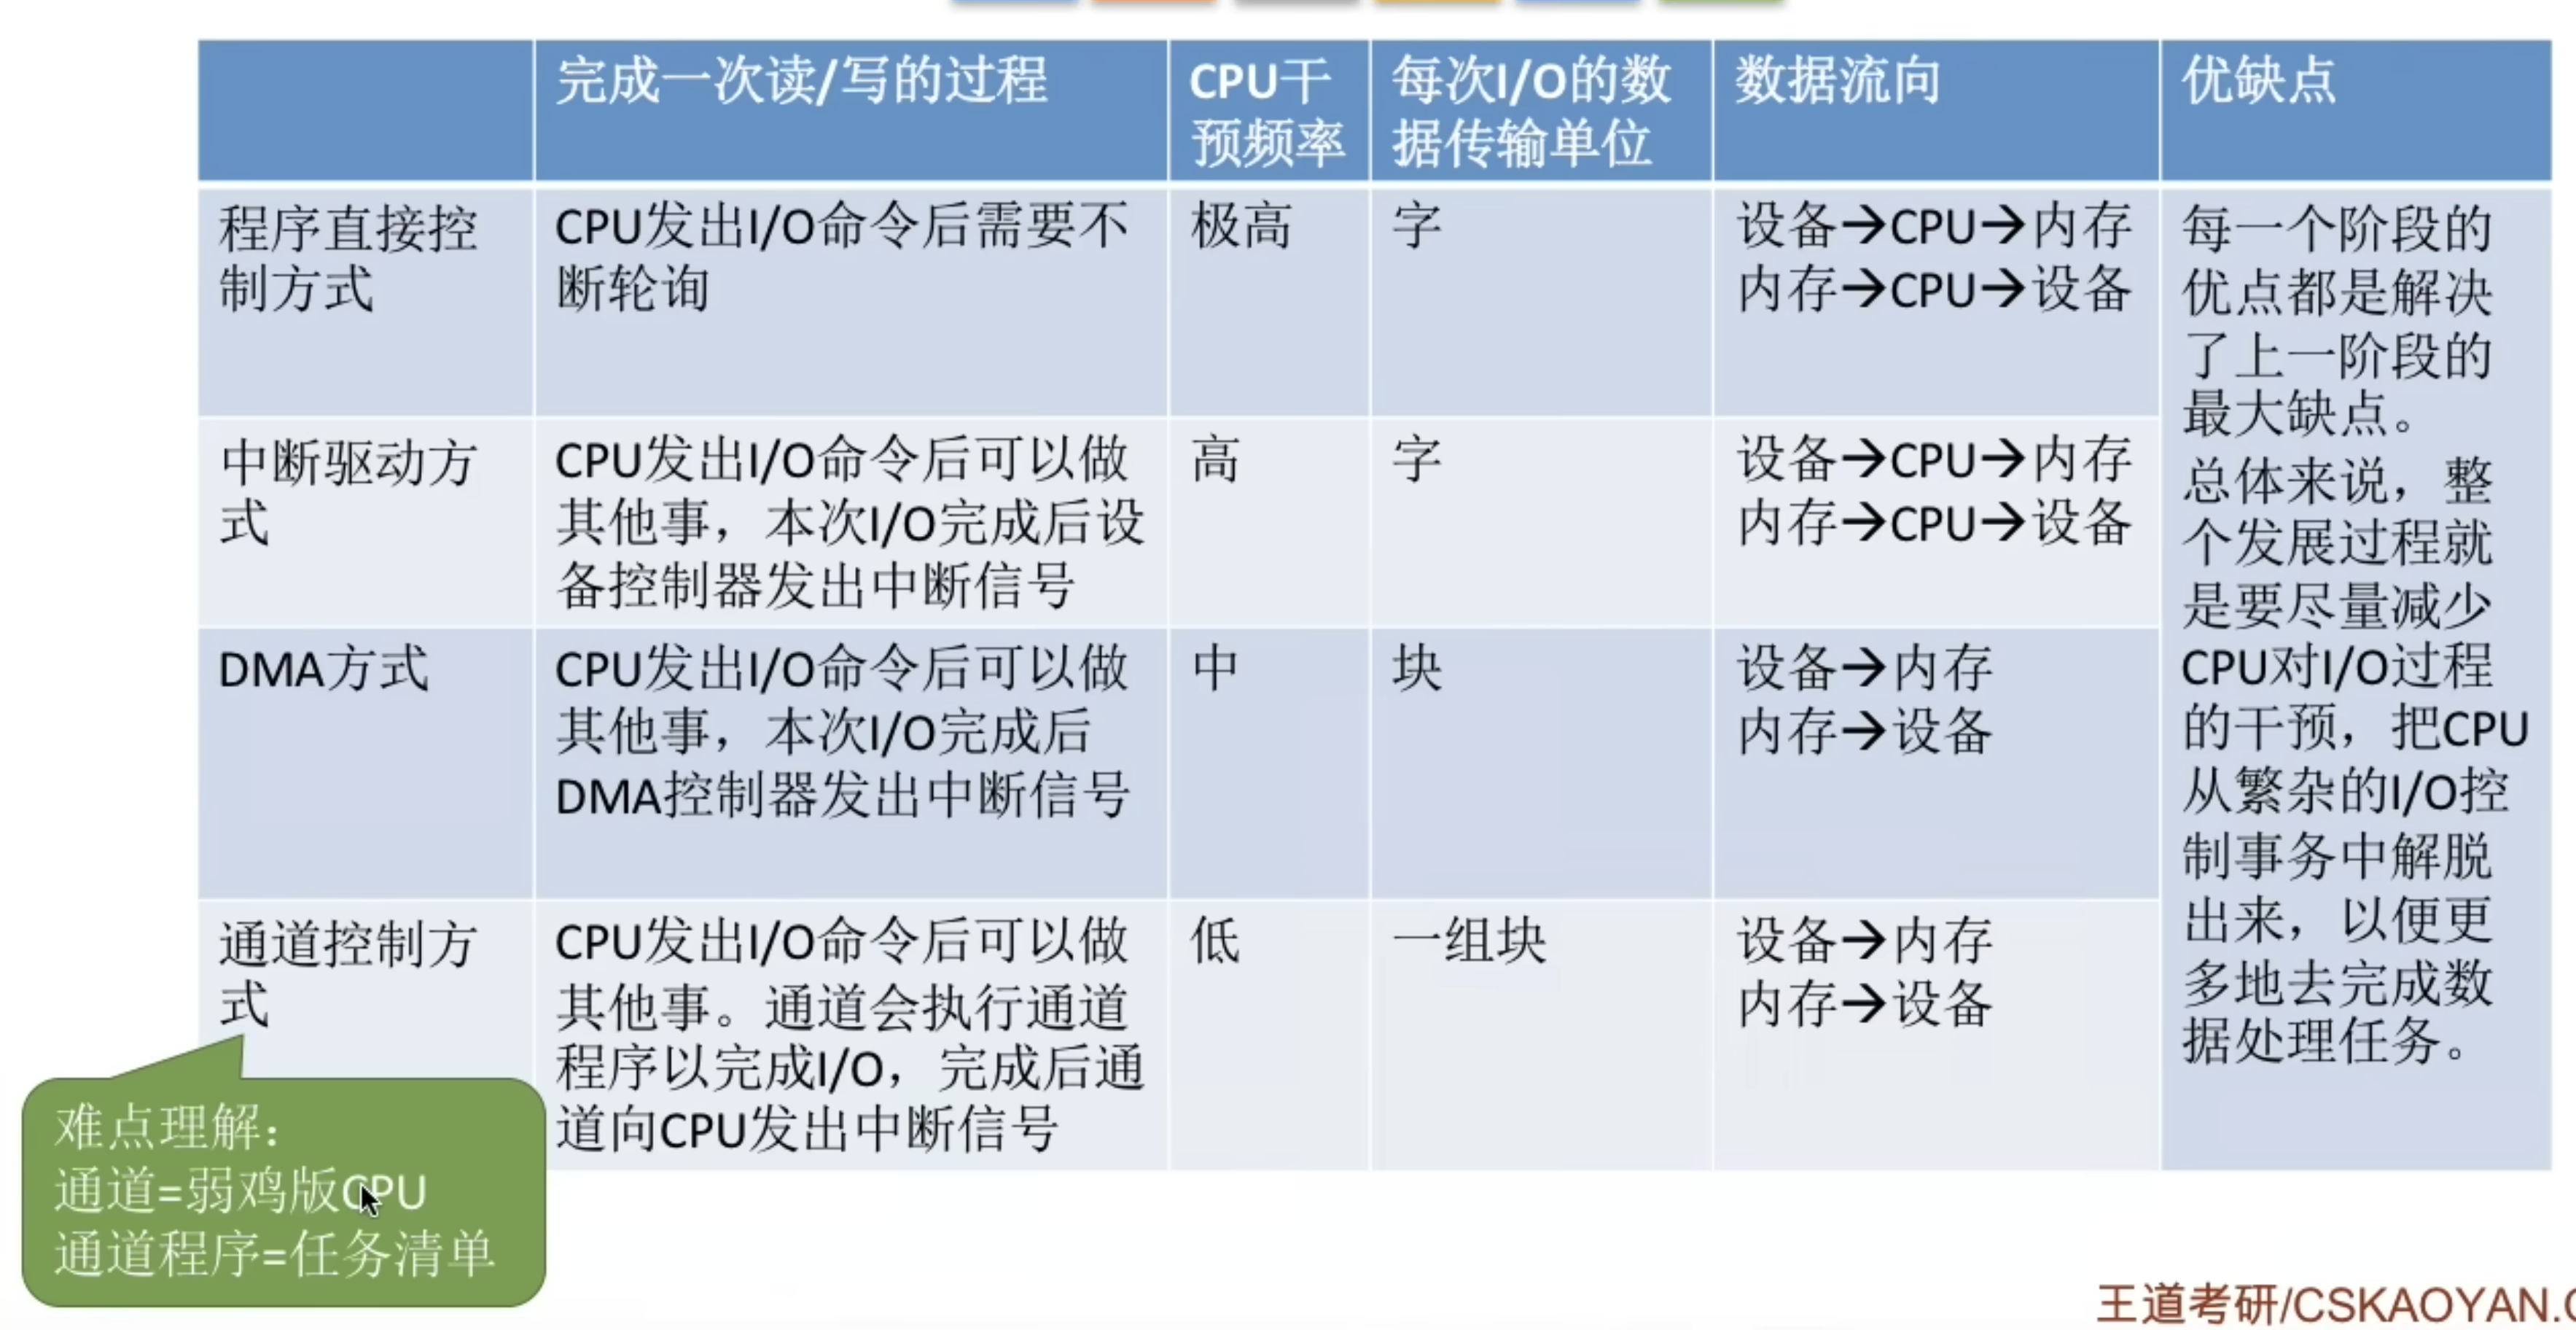 完成一次读/写的过程
CPU干
预频率
每次I/O的数
据传输单位
数据流向
优缺点
程序直接控
制方式
CPU发出I/O命令后需要不
断轮询
极高
字
设备→CPU→内存
内存→CPU→设备
每一个阶段的
优点都是解决
了上一阶段的
最大缺点。
总体来说，整
个发展过程就
是要尽量减少
CPU对I/O过程
的干预，把CPU
从繁杂的I/O控
制事务中解脱
出来，以便更
多地去完成数
据处理任务。
中断驱动方
式
CPU发出I/O命令后可以做
其他事，本次I/O完成后设
备控制器发出中断信号
高
字
设备→CPU→内存
内存→CPU→设备
DMA方式
CPU发出I/O命令后可以做
其他事，本次I/O完成后
DMA控制器发出中断信号
中
块
设备→内存
内存→设备
通道控制方
式
CPU发出I/O命令后可以做
其他事。通道会执行通道
程序以完成I/O，完成后通
道向CPU发出中断信号
低
一组块
设备→内存
内存→设备
难点理解：
通道=弱鸡版CPU
通道程序=任务清单
王道考研/CSKAOYAN.